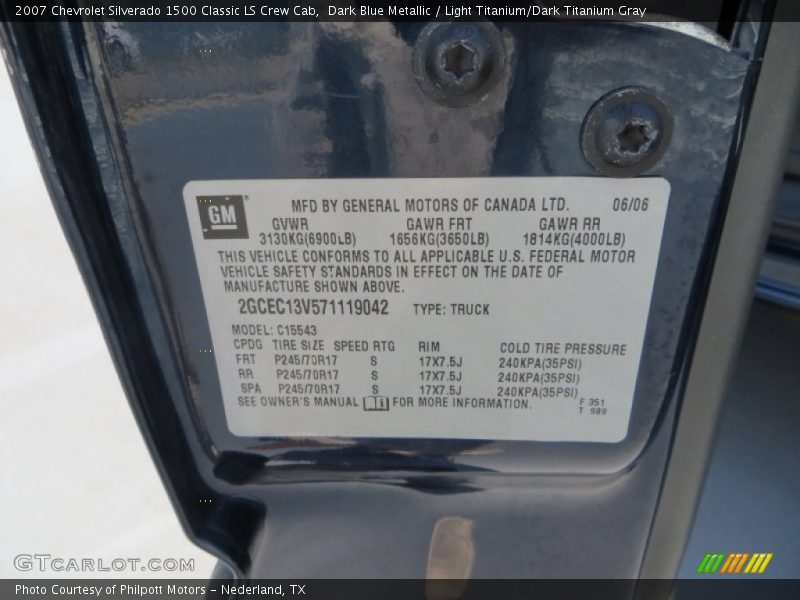 2007 Chevrolet Silverado 1500 Classic LS Crew Cab,  Dark Blue Metallic / Light Titanium/Dark Titanium Gray
GM
MFD BY GENERAL MOTORS OF CANADA LTD. 06/06
GVWR GAWR FRT GAWR RR
3130KG(6900LB) 1656KG(3650LB) 1814KG(4000LB)
THIS VEHICLE CONFORMS TO ALL APPLICABLE U.S. FEDERAL MOTOR
VEHICLE SAFETY STANDARDS IN EFFECT ON THE DATE OF
MANUFACTURE SHOWN ABOVE.
2GCEC13V571119042 TYPE: TRUCK
MODEL: C15543
CPDG TIRE SIZE SPEED RTG RIM COLD TIRE PRESSURE
FRT P245/70R17 S 17X7.5J 240KPA(35PSI)
RR P245/70R17 S 17X7.5J 240KPA(35PSI)
SPA P245/70R17 S 17X7.5J 240KPA(35PSI)
SEE OWNER'S MANUAL FOR MORE INFORMATION. F 351
T 989
GTCARLOT.COM
Photo Courtesy of Philpott Motors – Nederland, TX